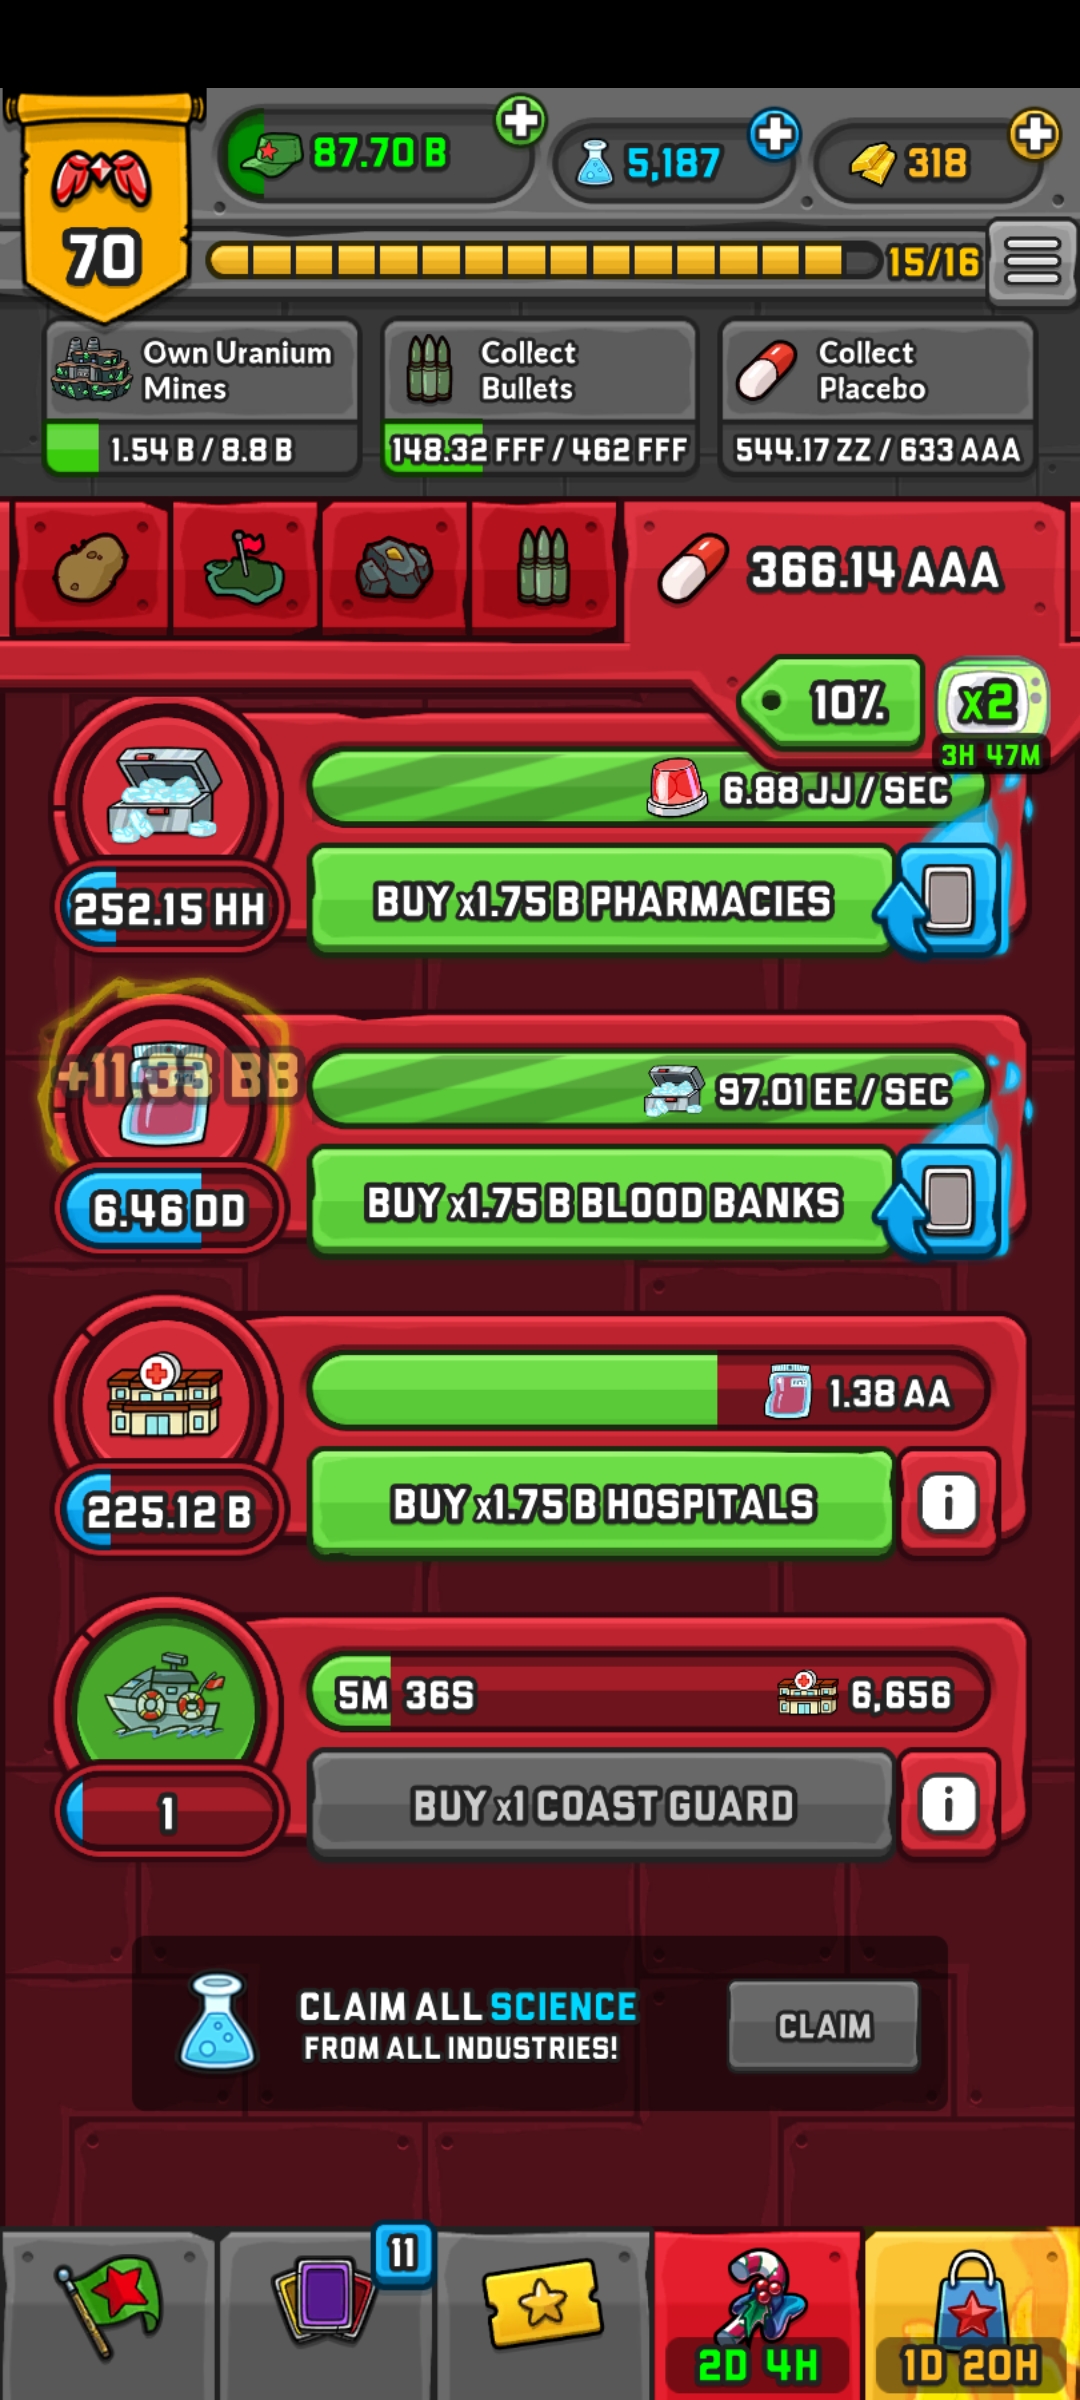 87.70 B
5,187
318
70
15/16
Own Uranium
Mines
1.54 B / 8.8 B
Collect
Bullets
148.32 FFF / 462 FFF
Collect
Placebo
544.17 ZZ / 633 AAA
366.14 AAA
10%
x2
3H 47M
6.88 JJ / SEC
252.15 HH
BUY x1.75 B PHARMACIES
+11.33 BB
97.01 EE / SEC
6.46 DD
BUY x1.75 B BLOOD BANKS
1.38 AA
225.12 B
BUY x1.75 B HOSPITALS
i
5M 36S
6,656
1
BUY x1 COAST GUARD
i
CLAIM ALL SCIENCE
FROM ALL INDUSTRIES!
CLAIM
11
2D 4H
1D 20H